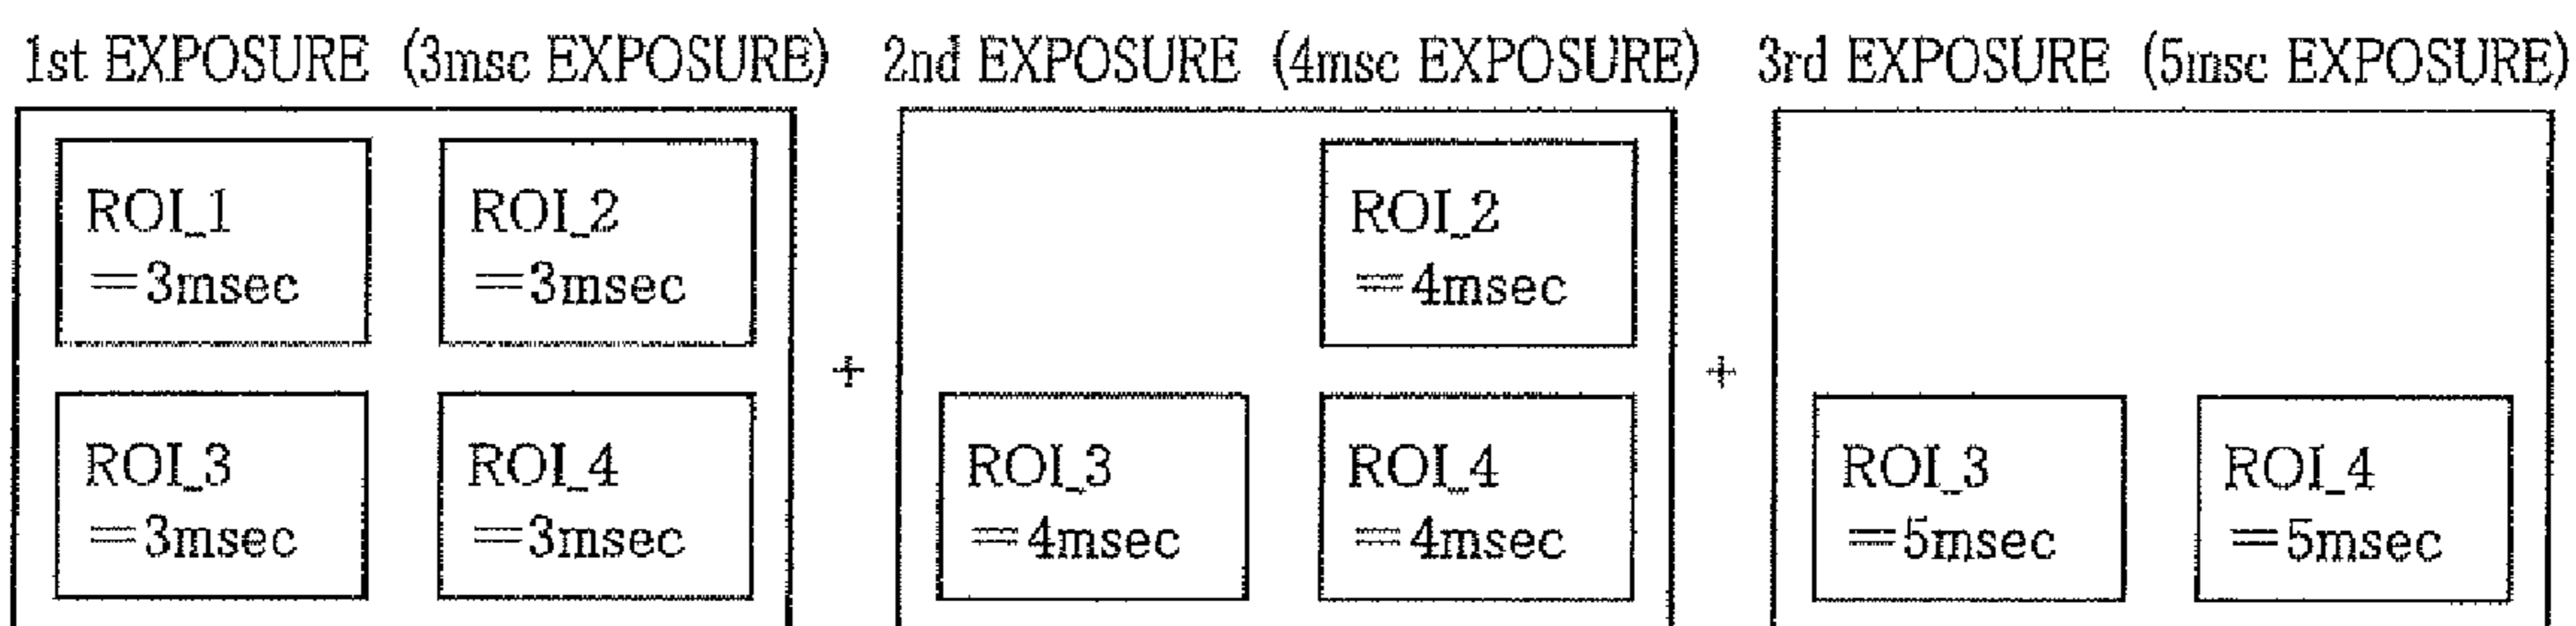 1st EXPOSURE (3msc EXPOSURE) 2nd EXPOSURE (4msc EXPOSURE) 3rd EXPOSURE (5msc EXPOSURE)
ROI_1
=3msec
ROI_2
=3msec
ROI_3
=3msec
ROI_4
=3msec
+
ROI_2
=4msec
ROI_3
=4msec
ROI_4
=4msec
+
ROI_3
=5msec
ROI_4
=5msec